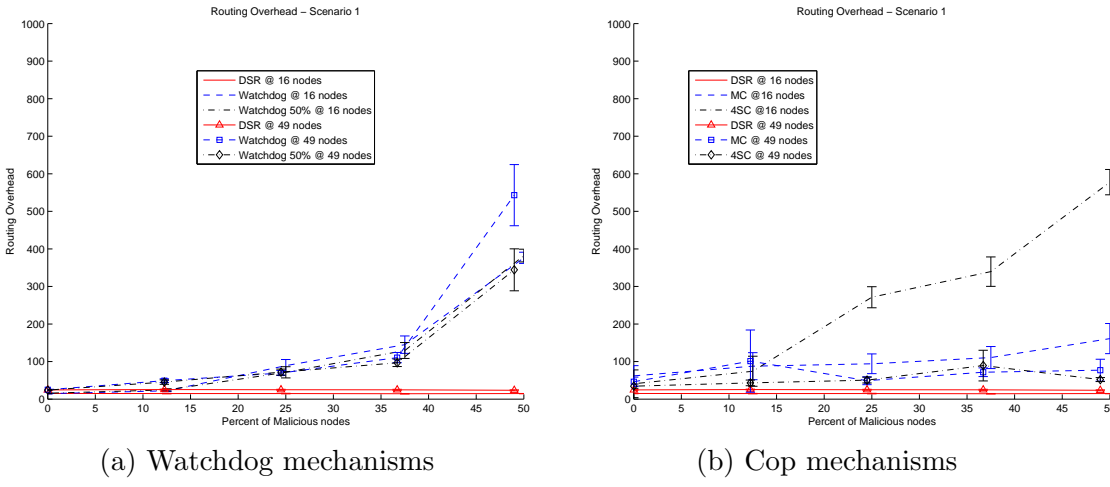 Routing Overhead – Scenario 1
1000
900
800
700
600
500
400
300
200
100
0
Routing Overhead
DSR @ 16 nodes
Watchdog @ 16 nodes
Watchdog 50% @ 16 nodes
DSR @ 49 nodes
Watchdog @ 49 nodes
Watchdog 50% @ 49 nodes
0 5 10 15 20 25 30 35 40 45 50
Percent of Malicious nodes
(a) Watchdog mechanisms
Routing Overhead – Scenario 1
1000
900
800
700
600
500
400
300
200
100
0
Routing Overhead
DSR @ 16 nodes
MC @16 nodes
4SC @16 nodes
DSR @ 49 nodes
MC @ 49 nodes
4SC @ 49 nodes
0 5 10 15 20 25 30 35 40 45 50
Percent of Malicious nodes
(b) Cop mechanisms